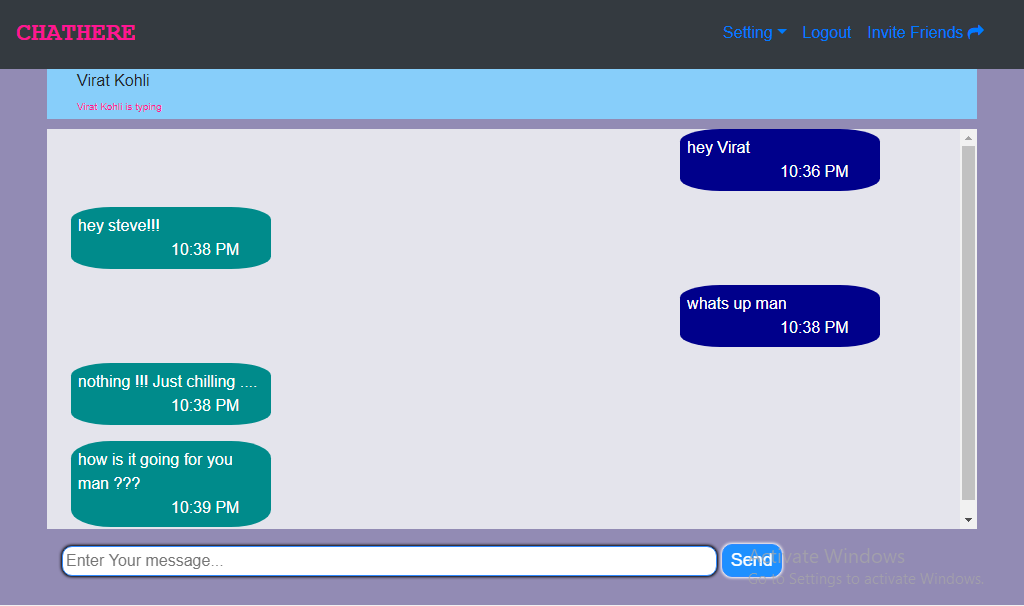 CHATHERE
Setting Logout Invite Friends
Virat Kohli
Virat Kohli is typing
hey Virat
10:36 PM
hey steve!!!
10:38 PM
whats up man
10:38 PM
nothing !!! Just chilling ....
10:38 PM
how is it going for you
man ???
10:39 PM
Enter Your message...
Send
Activate Windows
Go to Settings to activate Windows.